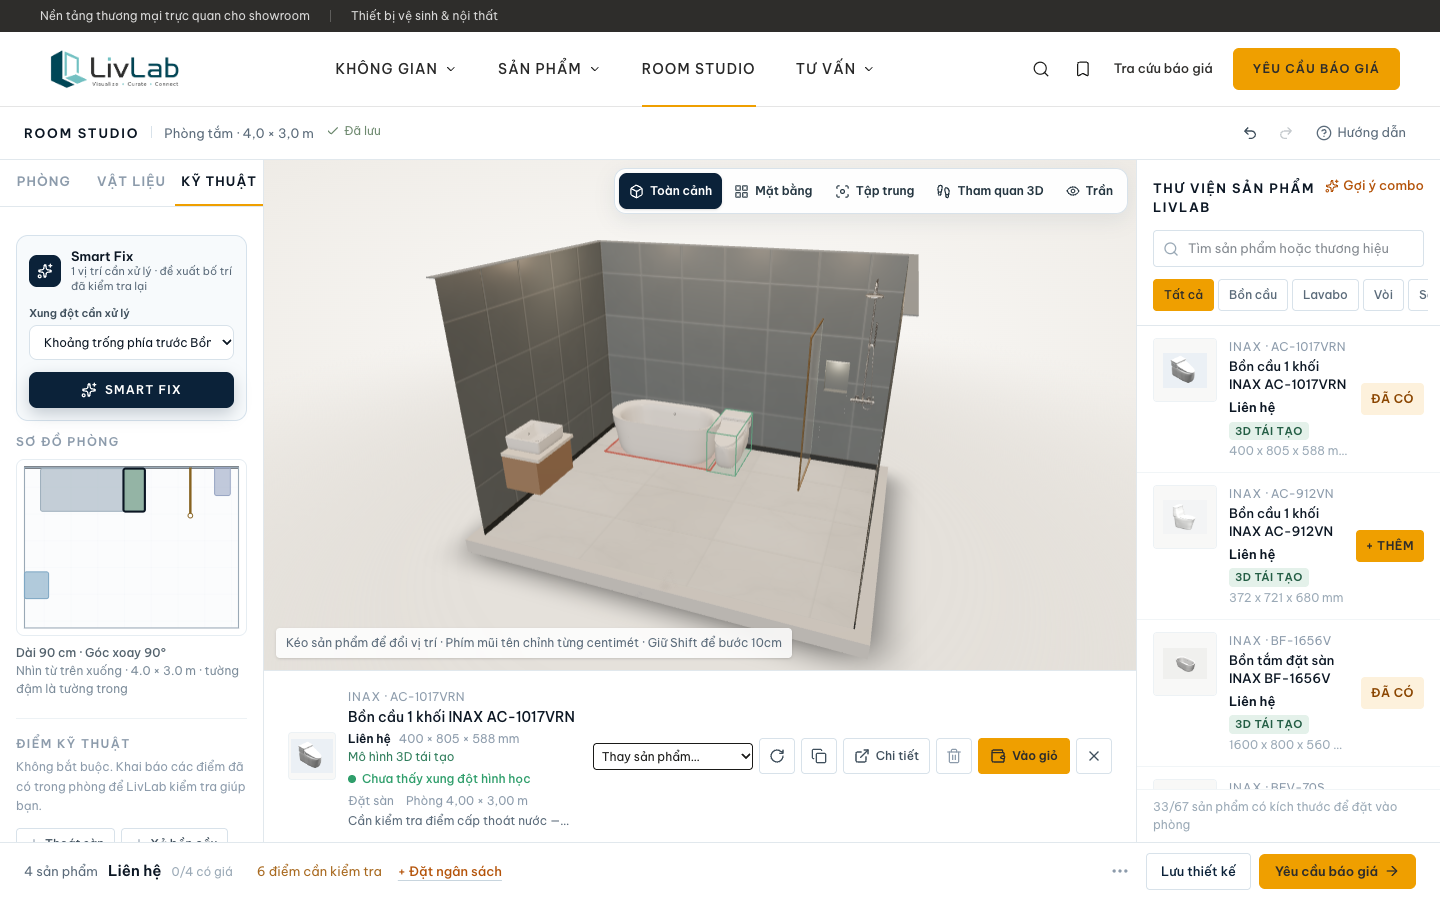 Nền tảng thương mại trực quan cho showroom
Thiết bị vệ sinh & nội thất
LivLab
Visualize • Curate • Connect
KHÔNG GIAN
SẢN PHẨM
ROOM STUDIO
TƯ VẤN
Tra cứu báo giá
YÊU CẦU BÁO GIÁ
ROOM STUDIO
Phòng tắm · 4,0 × 3,0 m
Đã lưu
Hướng dẫn
PHÒNG
VẬT LIỆU
KỸ THUẬT
Smart Fix
1 vị trí cần xử lý · đề xuất bố trí
đã kiểm tra lại
Xung đột cần xử lý
Khoảng trống phía trước Bồn
SMART FIX
SƠ ĐỒ PHÒNG
Dài 90 cm · Góc xoay 90°
Nhìn từ trên xuống · 4.0 × 3.0 m · tường
đậm là tường trong
ĐIỂM KỸ THUẬT
Không bắt buộc. Khai báo các điểm đã
có trong phòng để LivLab kiểm tra giúp
bạn.
Toàn cảnh
Mặt bằng
Tập trung
Tham quan 3D
Trần
Kéo sản phẩm để đổi vị trí · Phím mũi tên chỉnh từng centimét · Giữ Shift để bước 10cm
INAX · AC-1017VRN
Bồn cầu 1 khối INAX AC-1017VRN
Liên hệ 400 × 805 × 588 mm
Mô hình 3D tái tạo
Chưa thấy xung đột hình học
Đặt sàn Phòng 4,00 × 3,00 m
Cần kiểm tra điểm cấp thoát nước —...
Thay sản phẩm...
Chi tiết
Vào giỏ
THƯ VIỆN SẢN PHẨM
LIVLAB
Gợi ý combo
Tìm sản phẩm hoặc thương hiệu
Tất cả
Bồn cầu
Lavabo
Vòi
INAX · AC-1017VRN
Bồn cầu 1 khối
INAX AC-1017VRN
Liên hệ
3D TÁI TẠO
400 x 805 x 588 m...
ĐÃ CÓ
INAX · AC-912VN
Bồn cầu 1 khối
INAX AC-912VN
Liên hệ
3D TÁI TẠO
372 x 721 x 680 mm
+ THÊM
INAX · BF-1656V
Bồn tắm đặt sàn
INAX BF-1656V
Liên hệ
3D TÁI TẠO
1600 x 800 x 560 ...
ĐÃ CÓ
INAX · BFV-70S
33/67 sản phẩm có kích thước để đặt vào
phòng
4 sản phẩm
Liên hệ
0/4 có giá
6 điểm cần kiểm tra
+ Đặt ngân sách
Lưu thiết kế
Yêu cầu báo giá